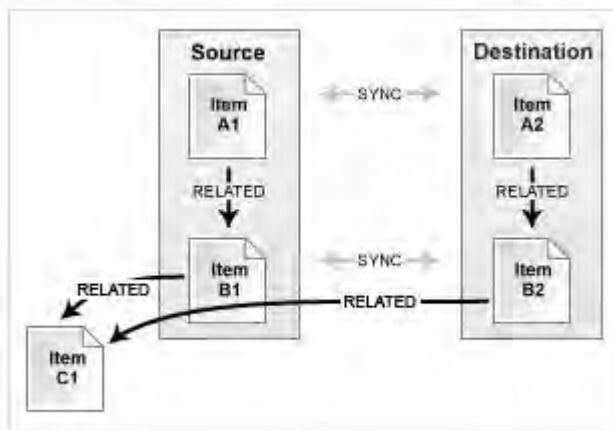 Source
Destination
Item
A1
SYNC
Item
A2
RELATED
RELATED
Item
B1
SYNC
Item
B2
RELATED
RELATED
Item
C1